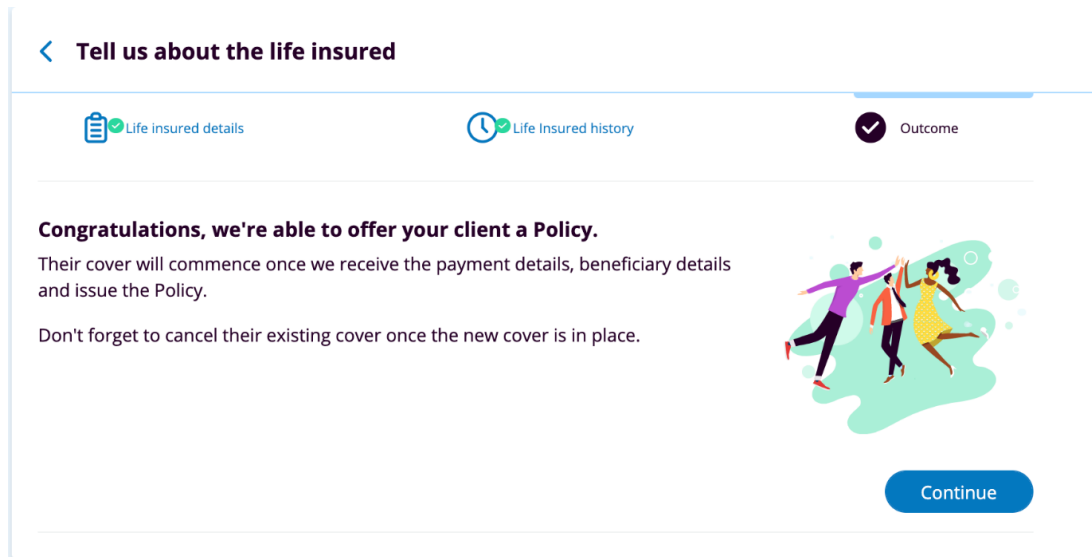 Tell us about the life insured
Life insured details
Life Insured history
Outcome
Congratulations, we're able to offer your client a Policy.
Their cover will commence once we receive the payment details, beneficiary details
and issue the Policy.
Don't forget to cancel their existing cover once the new cover is in place.
Continue